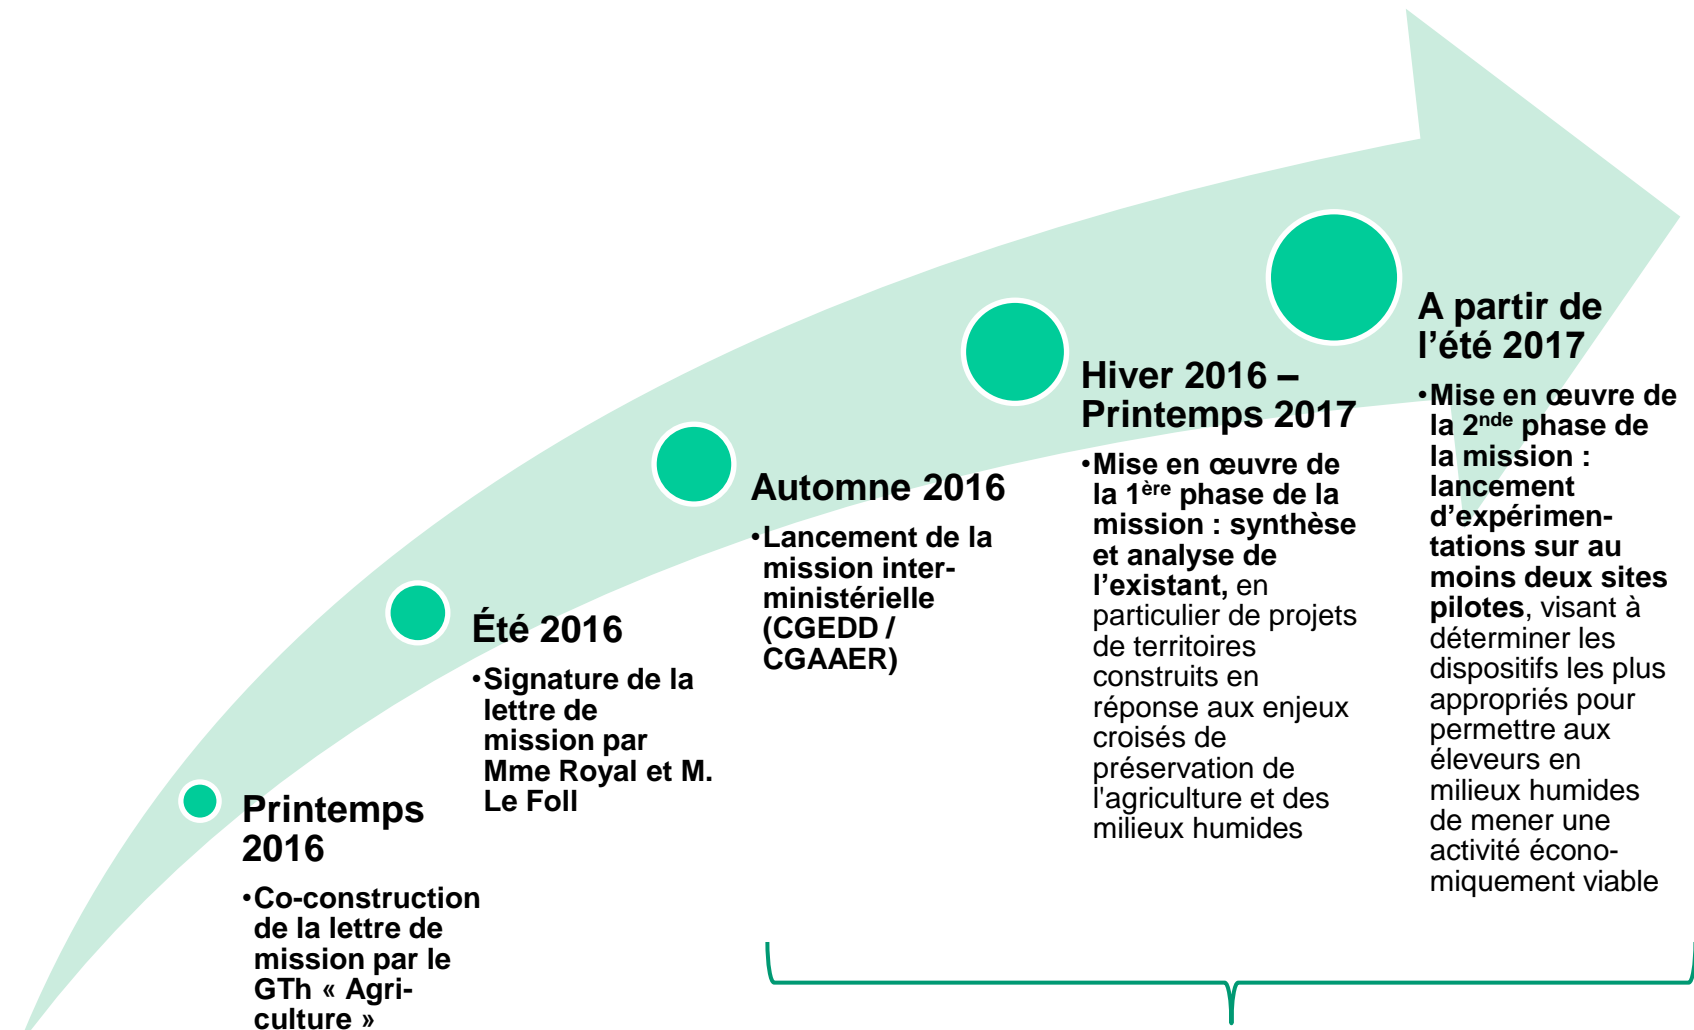 Printemps
2016
•Co-construction
de la lettre de
mission par le
GTh « Agri-
culture »
Été 2016
•Signature de la
lettre de
mission par
Mme Royal et M.
Le Foll
Automne 2016
•Lancement de la
mission inter-
ministérielle
(CGEDD /
CGAAER)
Hiver 2016 –
Printemps 2017
•Mise en œuvre de
la 1ère phase de la
mission : synthèse
et analyse de
l’existant, en
particulier de projets
de territoires
construits en
réponse aux enjeux
croisés de
préservation de
l'agriculture et des
milieux humides
A partir de
l’été 2017
•Mise en œuvre de
la 2nde phase de
la mission :
lancement
d’expérimen-
tations sur au
moins deux sites
pilotes, visant à
déterminer les
dispositifs les plus
appropriés pour
permettre aux
éleveurs en
milieux humides
de mener une
activité écono-
miquement viable